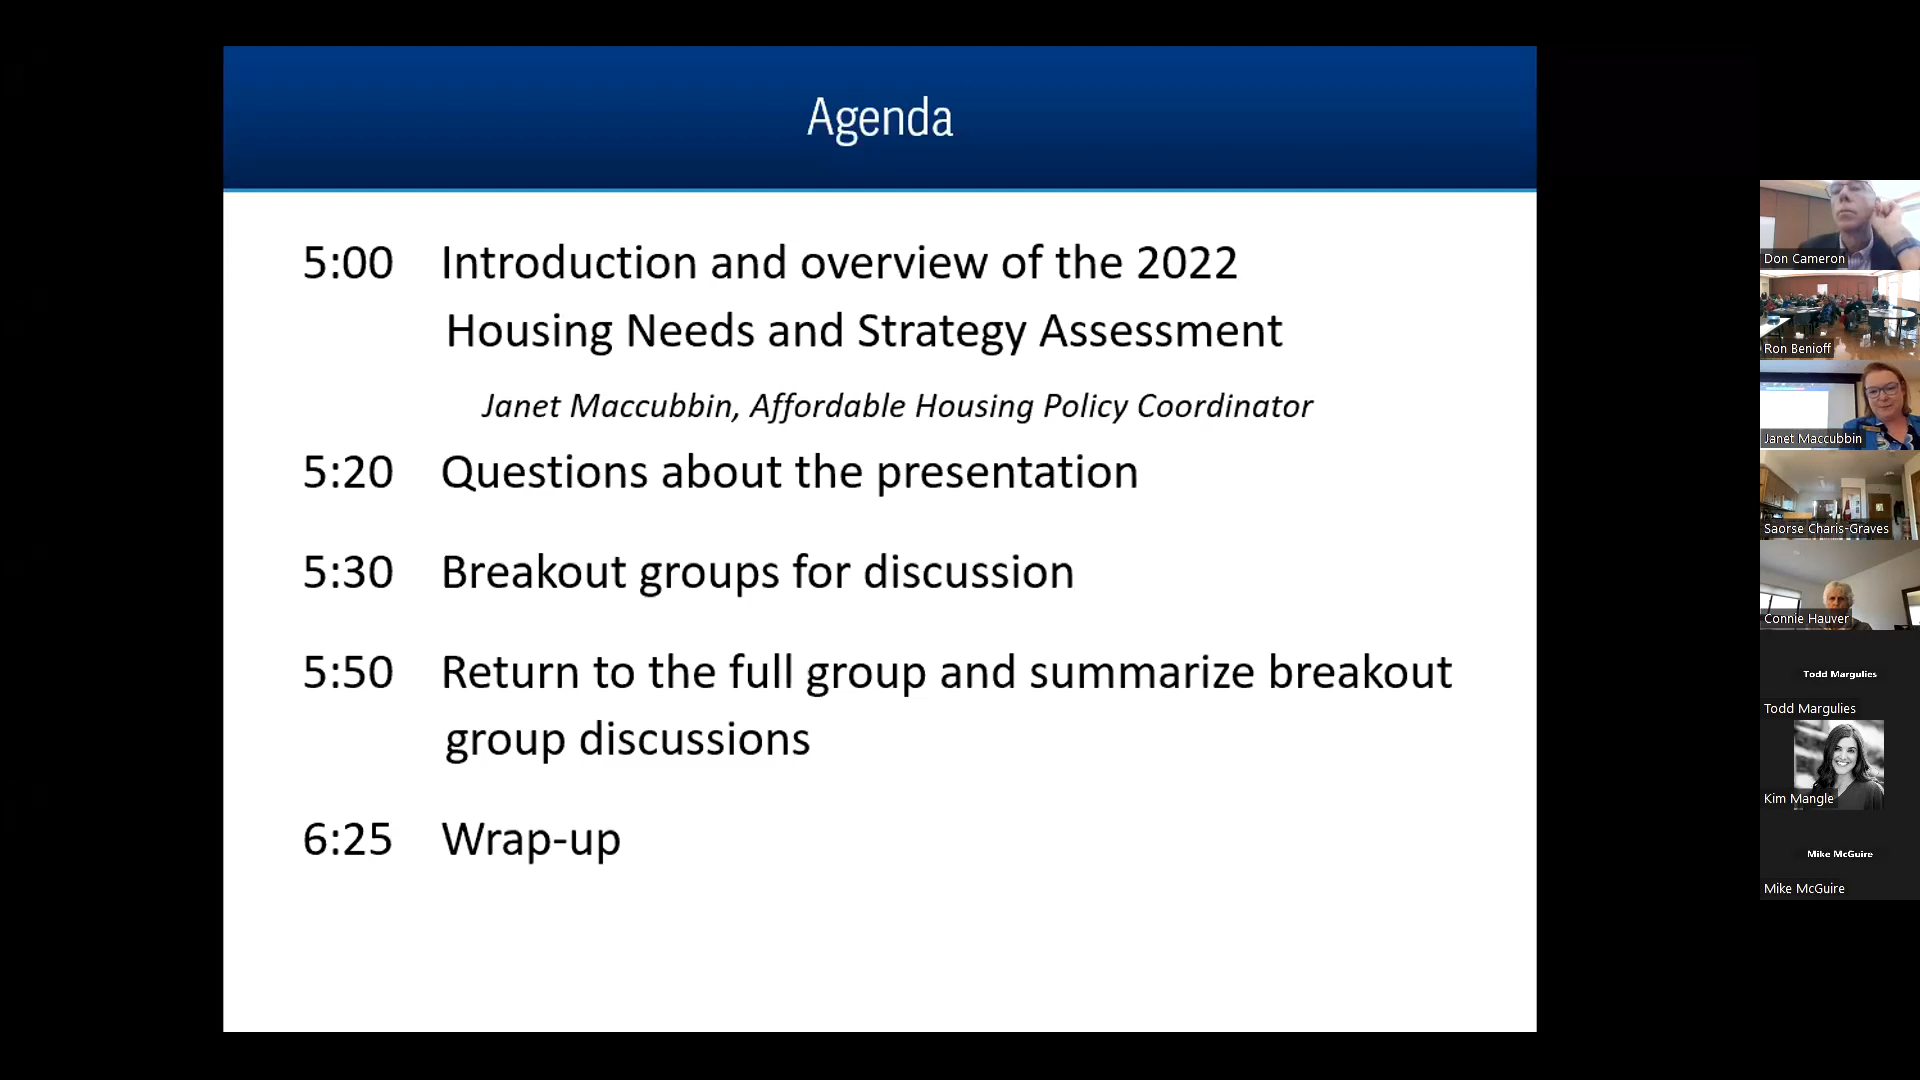 Agenda
5:00 Introduction and overview of the 2022
Housing Needs and Strategy Assessment
Janet Maccubbin, Affordable Housing Policy Coordinator
5:20 Questions about the presentation
5:30 Breakout groups for discussion
5:50 Return to the full group and summarize breakout
group discussions
6:25 Wrap-up
Don Cameron
Ron Benioff
Janet Maccubbin
Saorse Charis-Graves
Connie Hauver
Todd Margulies
Todd Margulies
Kim Mangle
Mike McGuire
Mike McGuire